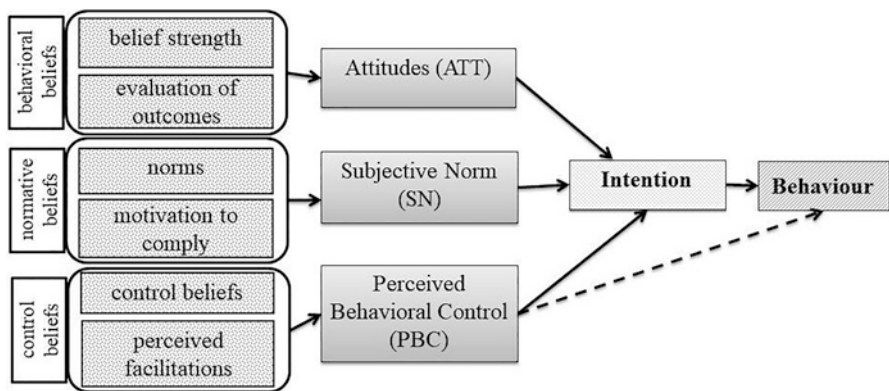 behavioral
beliefs
belief strength
evaluation of
outcomes
Attitudes (ATT)
normative
beliefs
norms
motivation to
comply
Subjective Norm
(SN)
Intention
Behaviour
control
beliefs
control beliefs
perceived
facilitations
Perceived
Behavioral Control
(PBC)